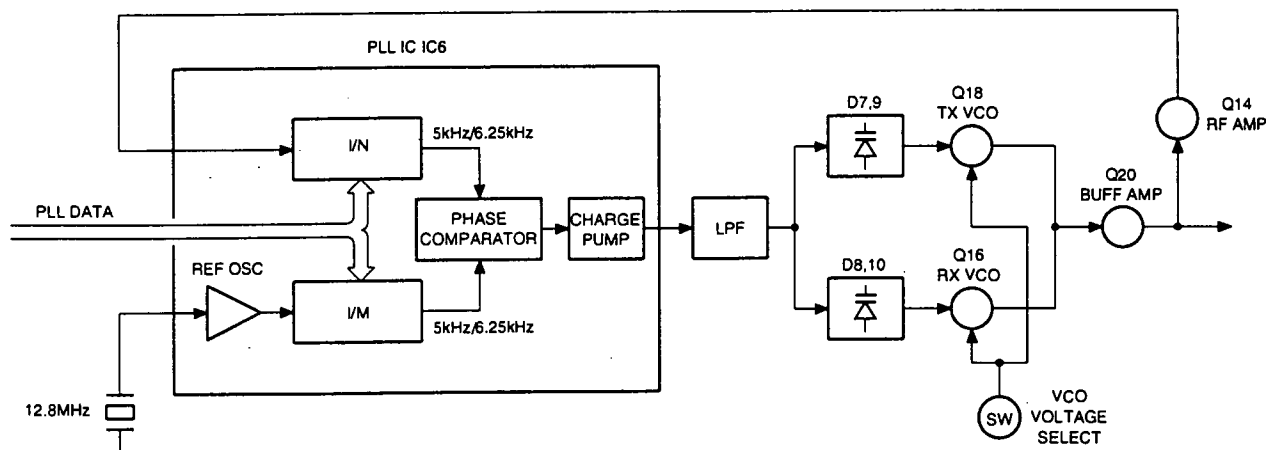 PLL IC IC6
I/N
5kHz/6.25kHz
PLL DATA
PHASE
COMPARATOR
CHARGE
PUMP
LPF
REF OSC
I/M
5kHz/6.25kHz
12.8MHz
D7,9
Q18
TX VCO
Q14
RF AMP
Q20
BUFF AMP
D8,10
Q16
RX VCO
SW
VCO
VOLTAGE
SELECT